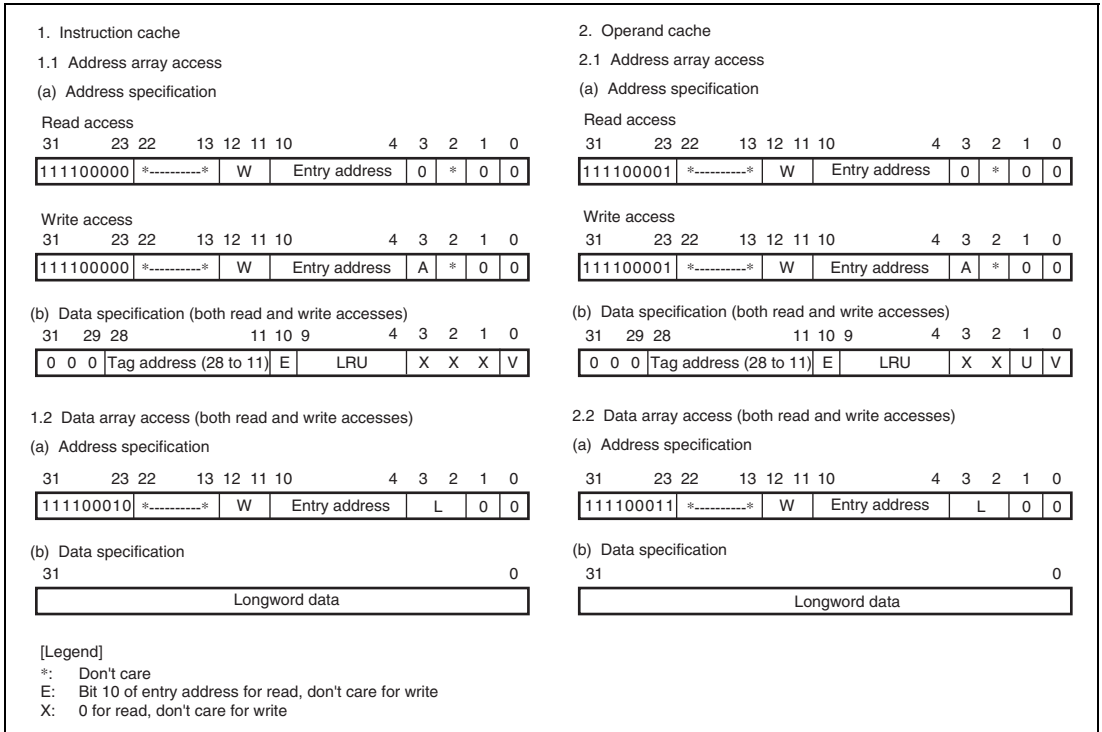 1. Instruction cache
1.1 Address array access
(a) Address specification
Read access
31 23 22 13 12 11 10 4 3 2 1 0
111100000 *----------* W Entry address 0 * 0 0
Write access
31 23 22 13 12 11 10 4 3 2 1 0
111100000 *----------* W Entry address A * 0 0
(b) Data specification (both read and write accesses)
31 29 28 11 10 9 4 3 2 1 0
0 0 0 Tag address (28 to 11) E LRU X X X V
1.2 Data array access (both read and write accesses)
(a) Address specification
31 23 22 13 12 11 10 4 3 2 1 0
111100010 *----------* W Entry address L 0 0
(b) Data specification
31 0
Longword data
2. Operand cache
2.1 Address array access
(a) Address specification
Read access
31 23 22 13 12 11 10 4 3 2 1 0
111100001 *----------* W Entry address 0 * 0 0
Write access
31 23 22 13 12 11 10 4 3 2 1 0
111100001 *----------* W Entry address A * 0 0
(b) Data specification (both read and write accesses)
31 29 28 11 10 9 4 3 2 1 0
0 0 0 Tag address (28 to 11) E LRU X X U V
2.2 Data array access (both read and write accesses)
(a) Address specification
31 23 22 13 12 11 10 4 3 2 1 0
111100011 *----------* W Entry address L 0 0
(b) Data specification
31 0
Longword data
[Legend]
*: Don't care
E: Bit 10 of entry address for read, don't care for write
X: 0 for read, don't care for write